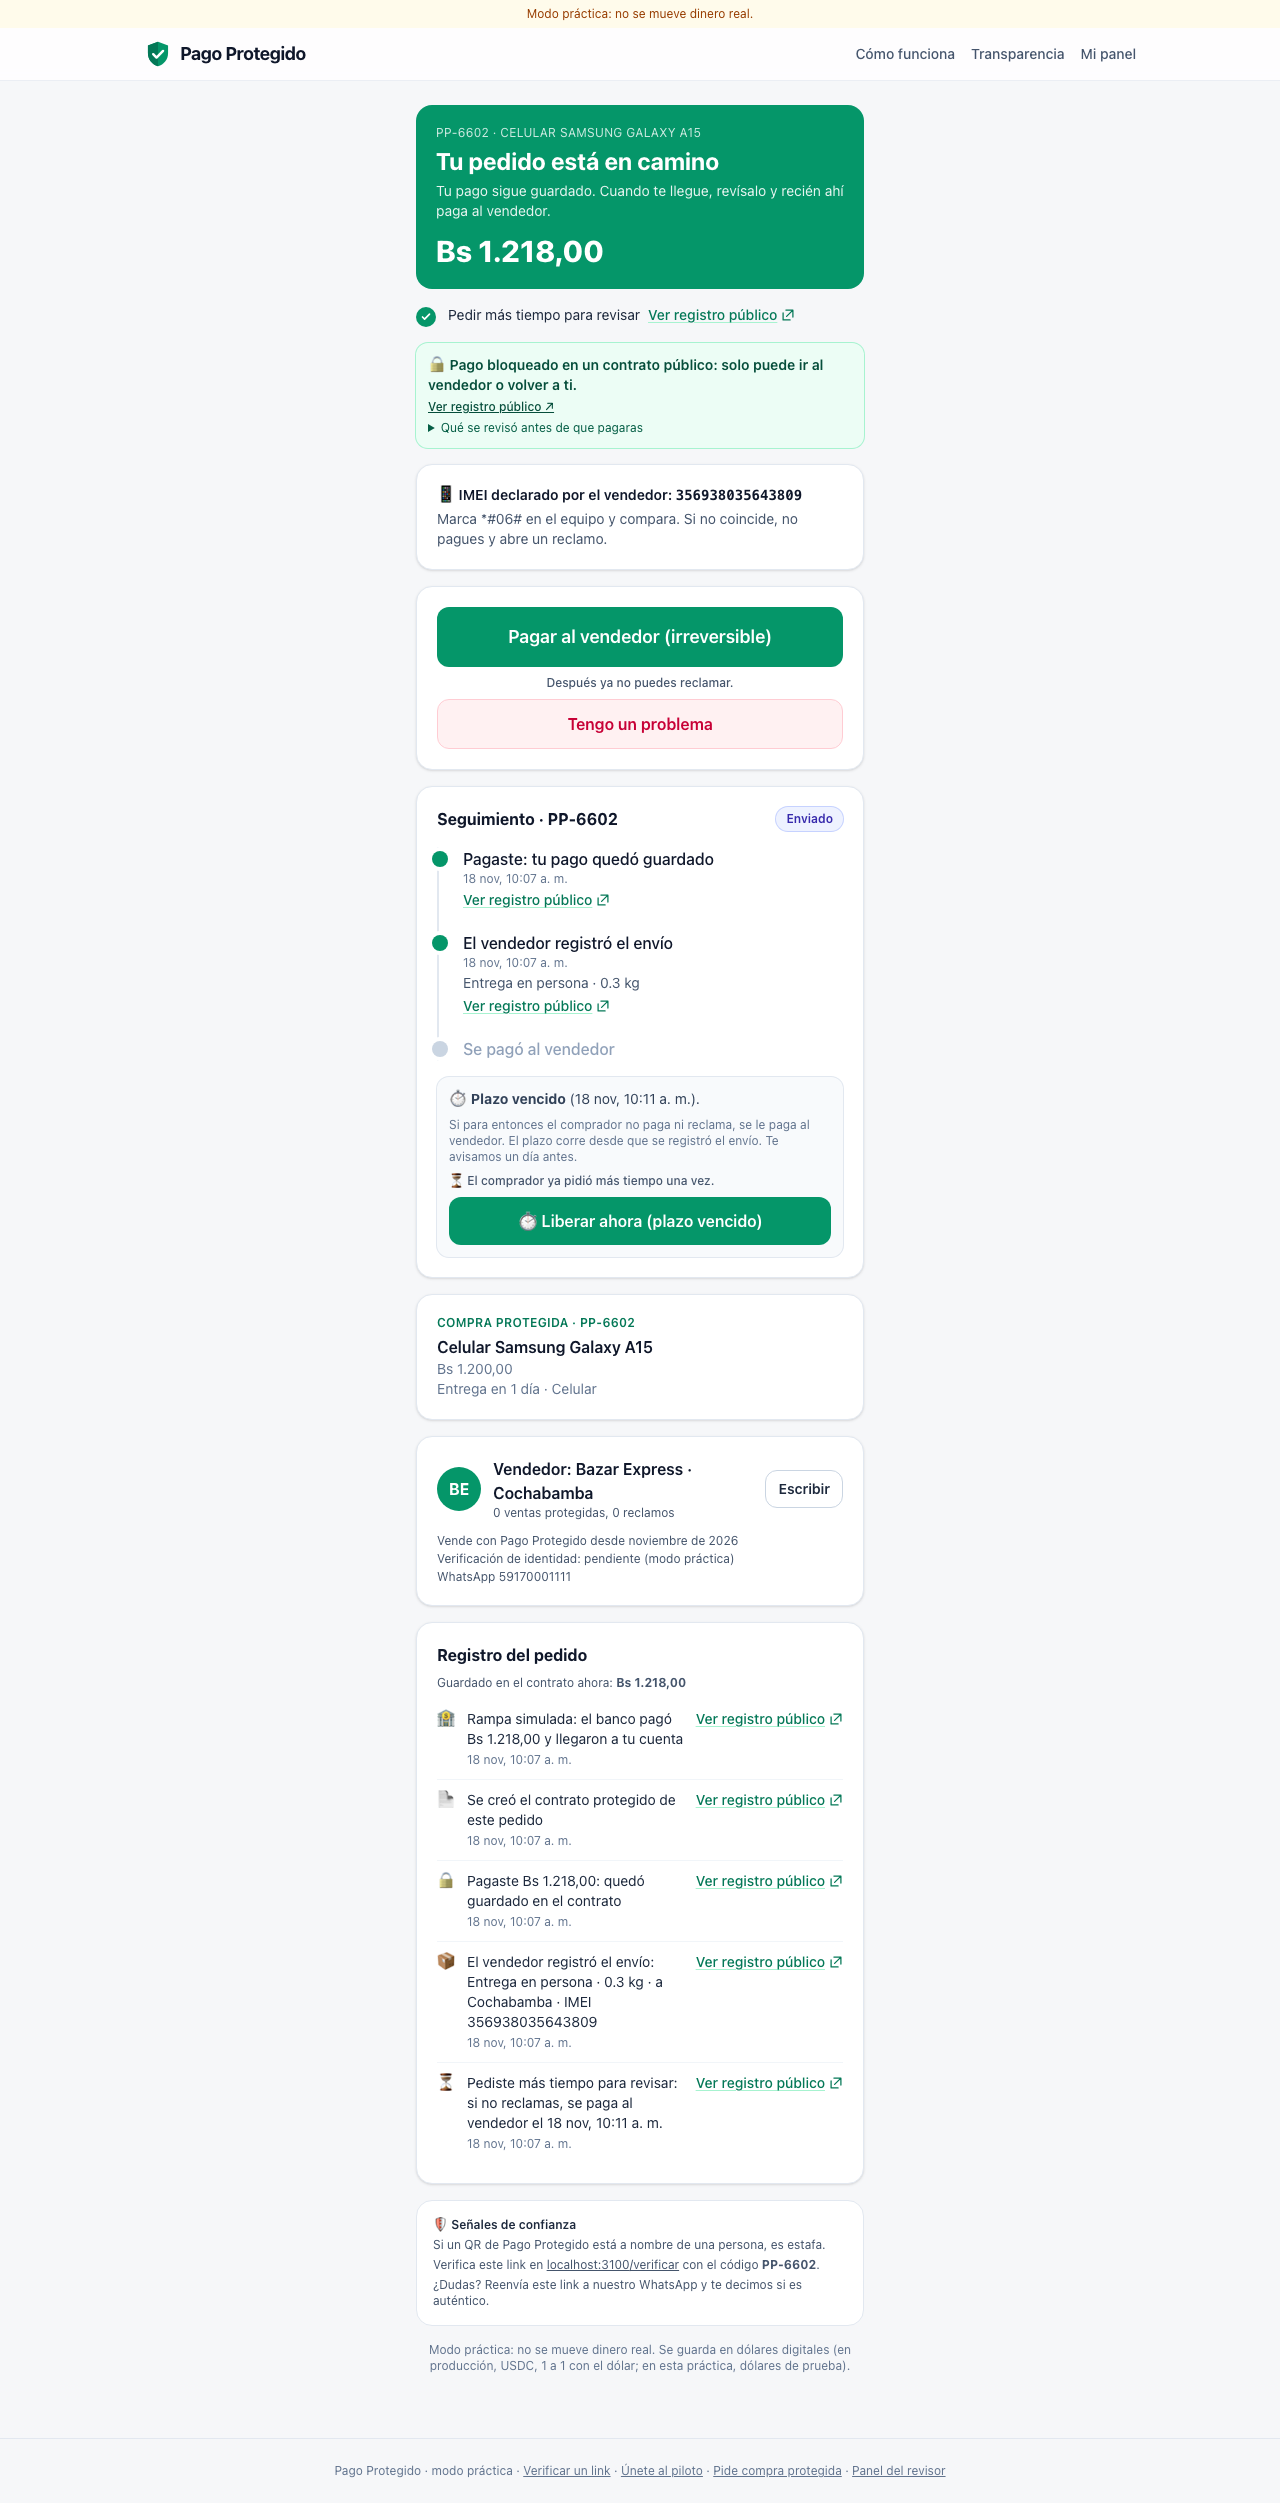 Modo práctica: no se mueve dinero real.
Pago Protegido
Cómo funciona
Transparencia
Mi panel
PP-6602 · CELULAR SAMSUNG GALAXY A15
Tu pedido está en camino
Tu pago sigue guardado. Cuando te llegue, revísalo y recién ahí
paga al vendedor.
Bs 1.218,00
Pedir más tiempo para revisar Ver registro público
Pago bloqueado en un contrato público: solo puede ir al
vendedor o volver a ti.
Ver registro público ↗
Qué se revisó antes de que pagaras
IMEI declarado por el vendedor: 356938035643809
Marca *#06# en el equipo y compara. Si no coincide, no
pagues y abre un reclamo.
Pagar al vendedor (irreversible)
Después ya no puedes reclamar.
Tengo un problema
Seguimiento · PP-6602
Enviado
Pagaste: tu pago quedó guardado
18 nov, 10:07 a. m.
Ver registro público
El vendedor registró el envío
18 nov, 10:07 a. m.
Entrega en persona · 0.3 kg
Ver registro público
Se pagó al vendedor
Plazo vencido (18 nov, 10:11 a. m.).
Si para entonces el comprador no paga ni reclama, se le paga al
vendedor. El plazo corre desde que se registró el envío. Te
avisamos un día antes.
El comprador ya pidió más tiempo una vez.
Liberar ahora (plazo vencido)
COMPRA PROTEGIDA · PP-6602
Celular Samsung Galaxy A15
Bs 1.200,00
Entrega en 1 día · Celular
BE
Vendedor: Bazar Express ·
Cochabamba
0 ventas protegidas, 0 reclamos
Escribir
Vende con Pago Protegido desde noviembre de 2026
Verificación de identidad: pendiente (modo práctica)
WhatsApp 59170001111
Registro del pedido
Guardado en el contrato ahora: Bs 1.218,00
Rampa simulada: el banco pagó
Bs 1.218,00 y llegaron a tu cuenta
18 nov, 10:07 a. m.
Ver registro público
Se creó el contrato protegido de
este pedido
18 nov, 10:07 a. m.
Ver registro público
Pagaste Bs 1.218,00: quedó
guardado en el contrato
18 nov, 10:07 a. m.
Ver registro público
El vendedor registró el envío:
Entrega en persona · 0.3 kg · a
Cochabamba · IMEI
356938035643809
18 nov, 10:07 a. m.
Ver registro público
Pediste más tiempo para revisar:
si no reclamas, se paga al
vendedor el 18 nov, 10:11 a. m.
18 nov, 10:07 a. m.
Ver registro público
Señales de confianza
Si un QR de Pago Protegido está a nombre de una persona, es estafa.
Verifica este link en localhost:3100/verificar con el código PP-6602.
¿Dudas? Reenvía este link a nuestro WhatsApp y te decimos si es
auténtico.
Modo práctica: no se mueve dinero real. Se guarda en dólares digitales (en
producción, USDC, 1 a 1 con el dólar; en esta práctica, dólares de prueba).
Pago Protegido · modo práctica · Verificar un link · Únete al piloto · Pide compra protegida · Panel del revisor